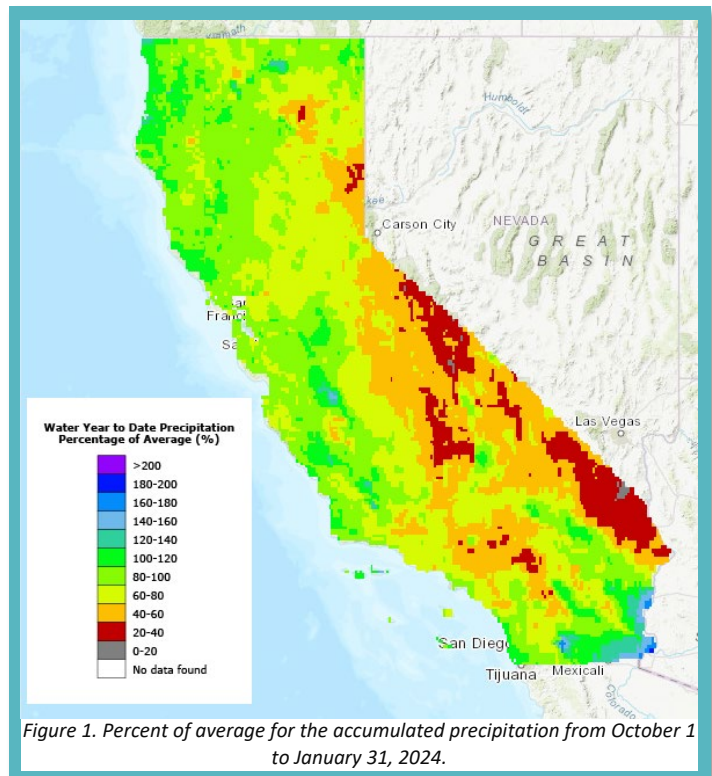 Klamath
Humboldt
Carson City
NEVADA
GREAT
BASIN
San
Las Vegas
Water Year to Date Precipitation
Percentage of Average (%)
>200
180-200
160-180
140-160
120-140
100-120
80-100
60-80
40-60
20-40
0-20
No data found
San Diego
Tijuana
Mexicali
Colorado
Figure 1. Percent of average for the accumulated precipitation from October 1
to January 31, 2024.